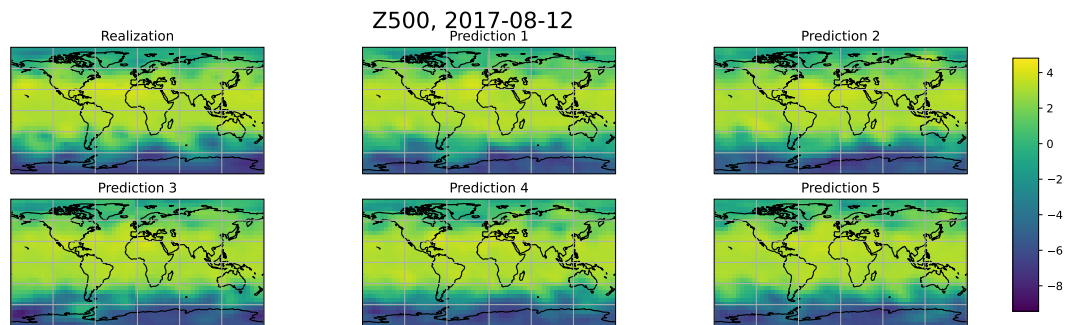 Z500, 2017-08-12
Realization
Prediction 1
Prediction 2
Prediction 3
Prediction 4
Prediction 5
4
2
0
−2
−4
−6
−8